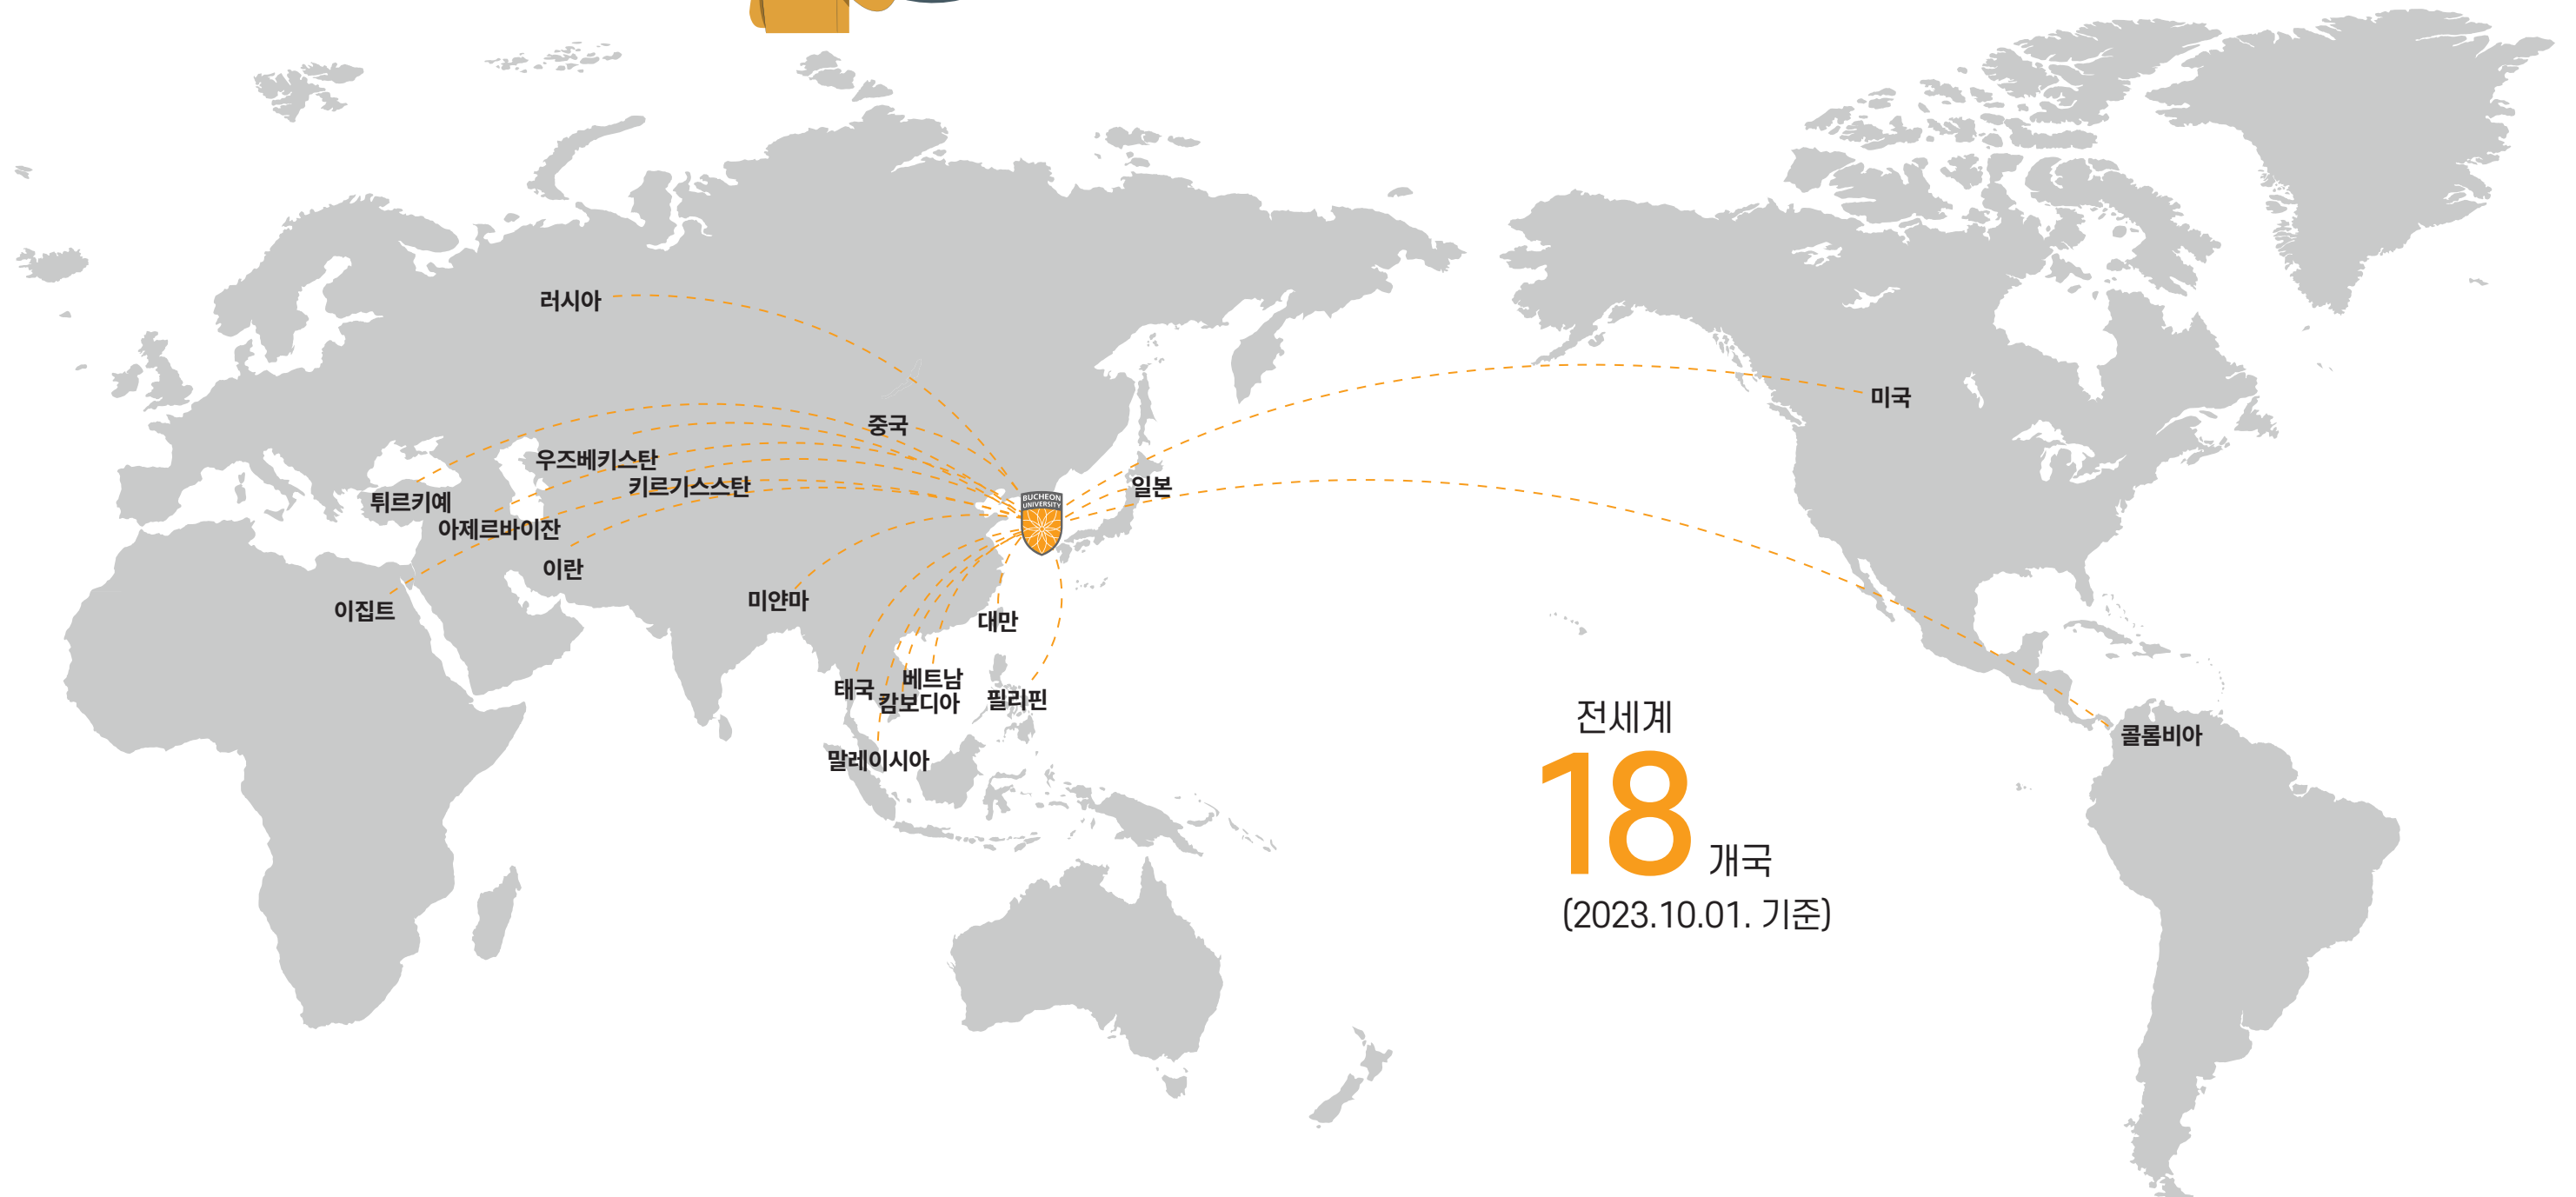 러시아
미국
중국
우즈베키스탄
키르기스스탄
일본
튀르키예
BUCHEON
UNIVERSITY
아제르바이잔
이란
미얀마
이집트
대만
베트남
태국
캄보디아
필리핀
말레이시아
콜롬비아
전세계
18 개국
(2023.10.01. 기준)